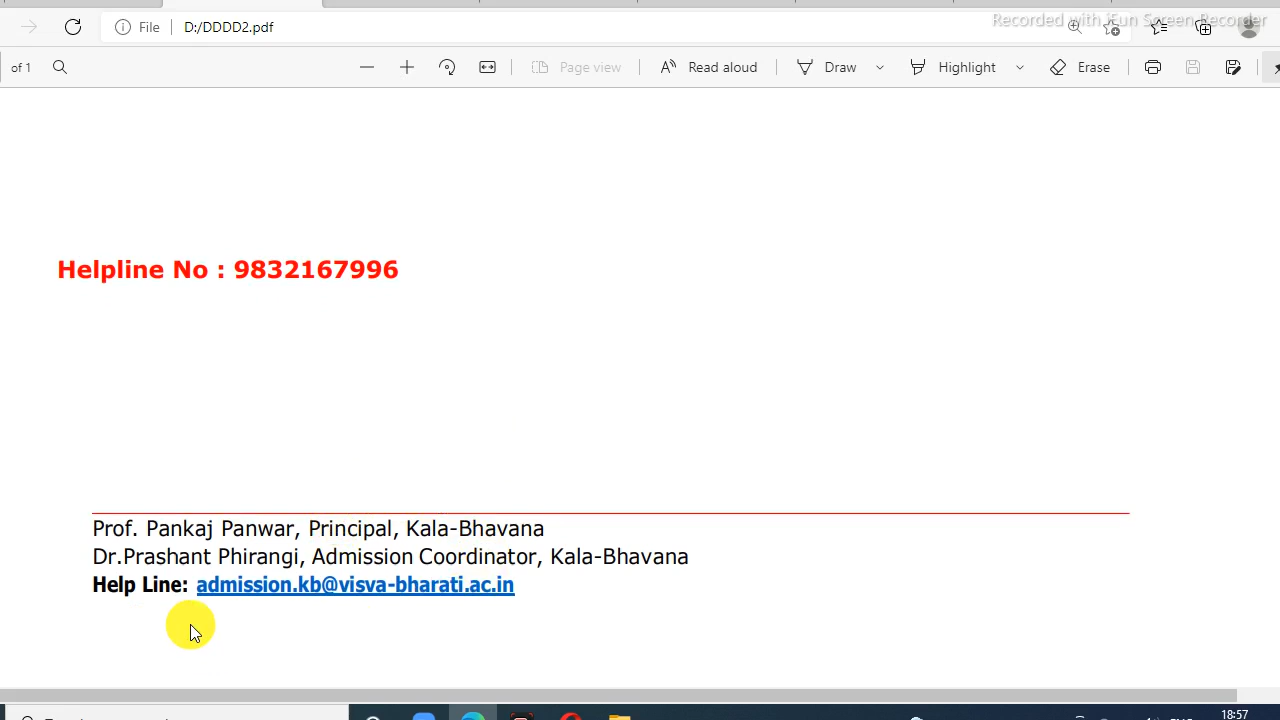 Recorded with iFun Screen Recorder
File D:/DDDD2.pdf
of 1 Page view Read aloud Draw Highlight Erase
Helpline No : 9832167996
Prof. Pankaj Panwar, Principal, Kala-Bhavana
Dr.Prashant Phirangi, Admission Coordinator, Kala-Bhavana
Help Line: admission.kb@visva-bharati.ac.in
18:57